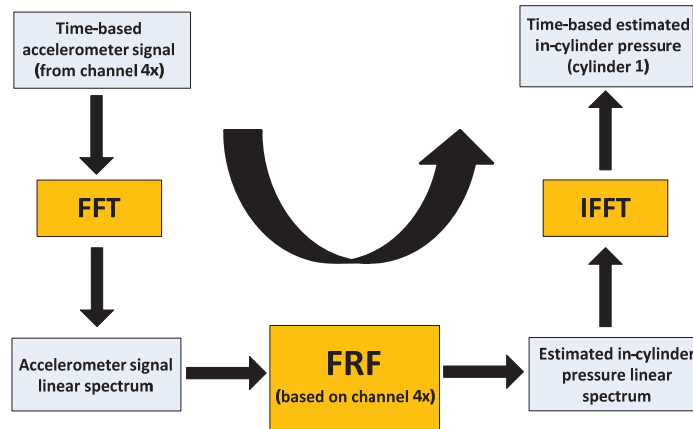 Time-based
accelerometer signal
(from channel 4x)
FFT
Accelerometer signal
linear spectrum
FRF
(based on channel 4x)
Estimated in-cylinder
pressure linear
spectrum
IFFT
Time-based estimated
in-cylinder pressure
(cylinder 1)